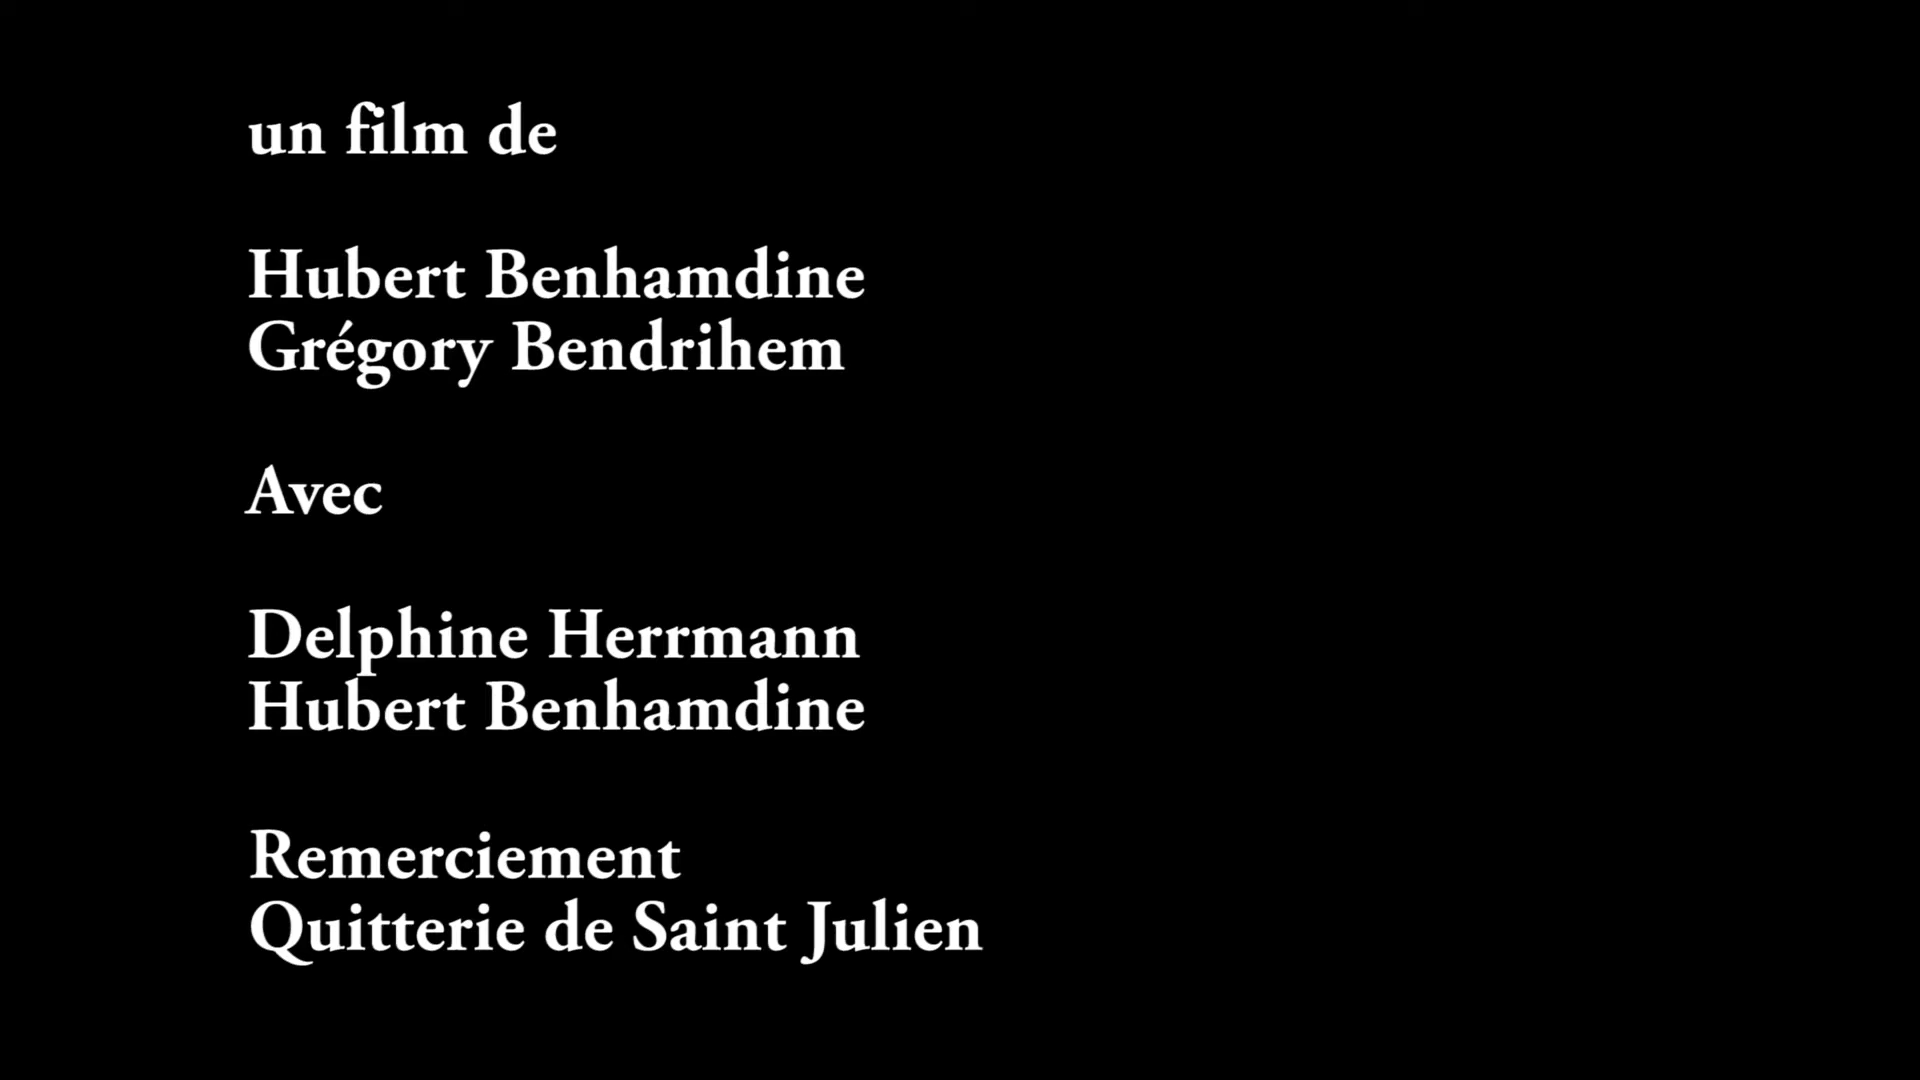 un film de
Hubert Benhamdine
Grégory Bendrihem
Avec
Delphine Herrmann
Hubert Benhamdine
Remerciement
Quitterie de Saint Julien